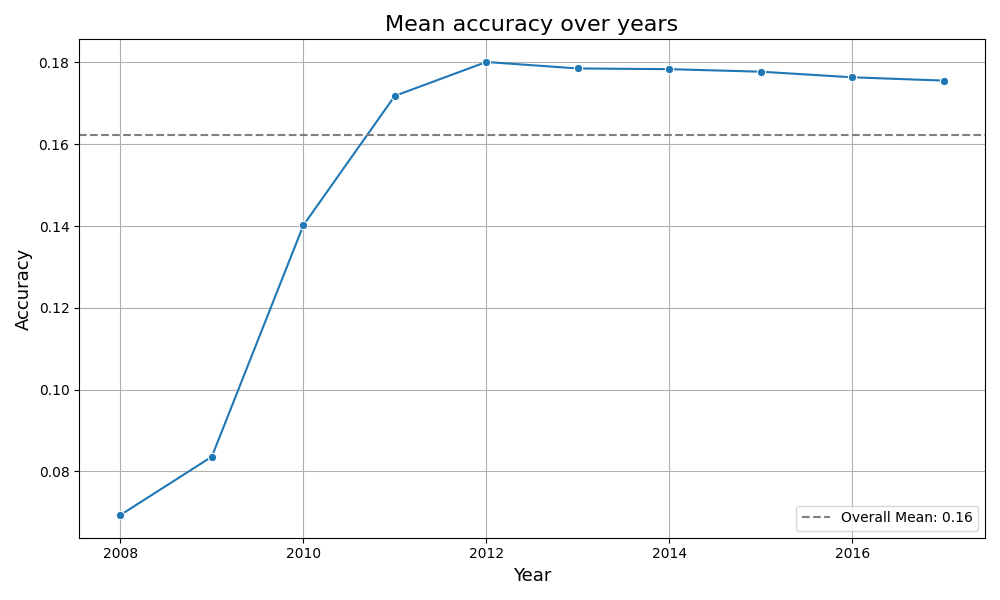 Mean accuracy over years
Accuracy
0.18
0.16
0.14
0.12
0.10
0.08
Overall Mean: 0.16
2008 2010 2012 2014 2016
Year